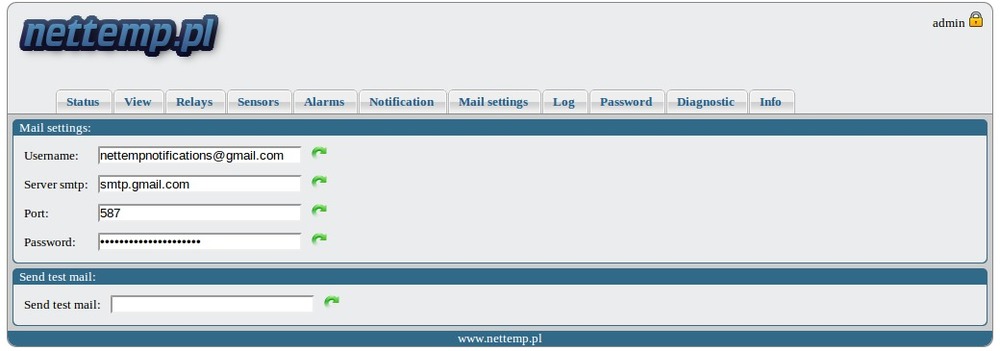 nettemp.pl
admin
Status View Relays Sensors Alarms Notification Mail settings Log Password Diagnostic Info
Mail settings:
Username: nettempnotifications@gmail.com
Server smtp: smtp.gmail.com
Port: 587
Password: •••••••••••••••••••••
Send test mail:
Send test mail:
www.nettemp.pl